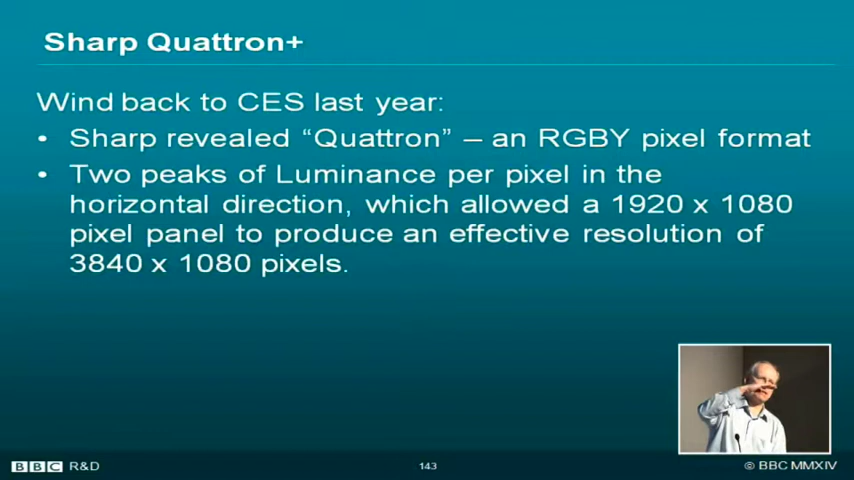 Sharp Quattron+
Wind back to CES last year:
• Sharp revealed “Quattron” – an RGBY pixel format
• Two peaks of Luminance per pixel in the
horizontal direction, which allowed a 1920 x 1080
pixel panel to produce an effective resolution of
3840 x 1080 pixels.
BBC R&D
143
© BBC MMXIV